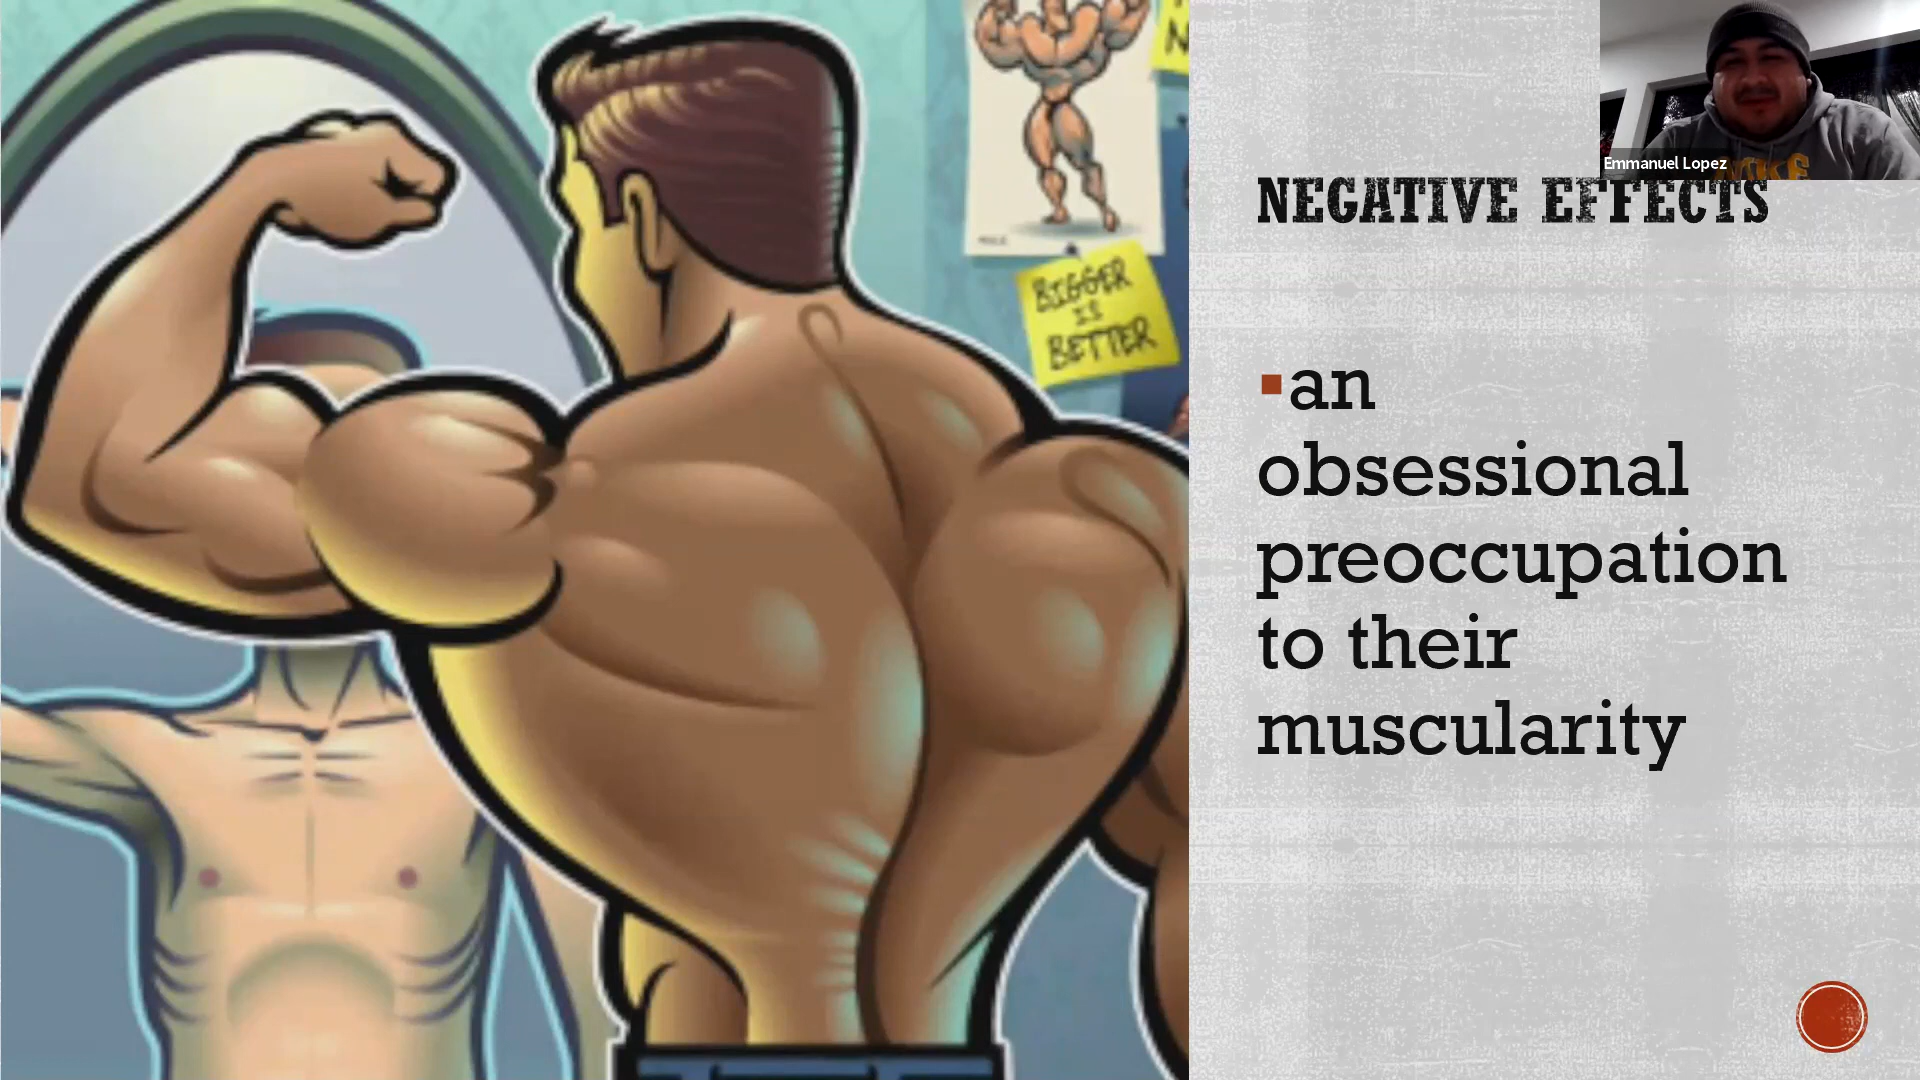 BIGGER
IS
BETTER
Emmanuel Lopez
NEGATIVE EFFECTS
an
obsessional
preoccupation
to their
muscularity